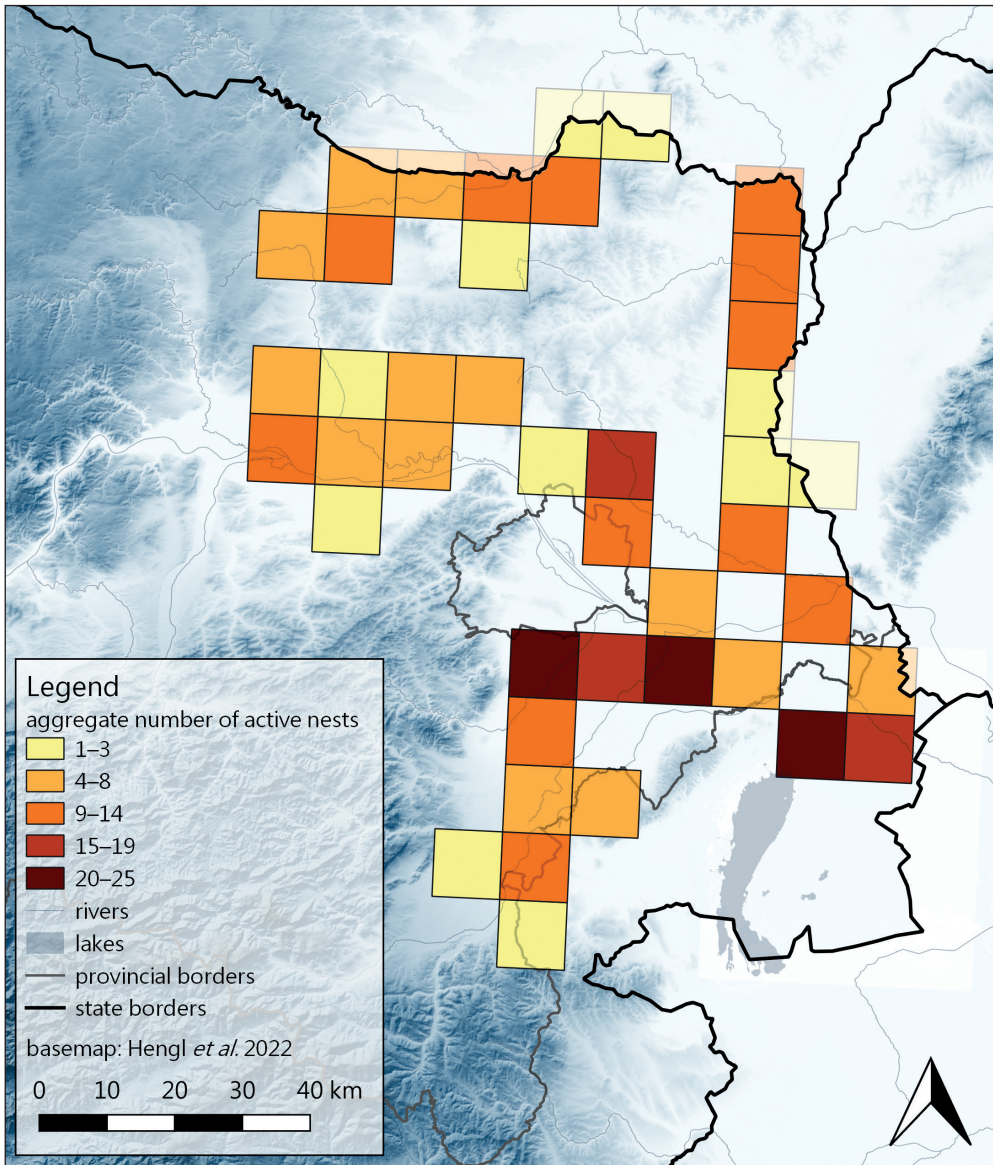 Legend
aggregate number of active nests
1–3
4–8
9–14
15–19
20–25
rivers
lakes
provincial borders
state borders
basemap: Hengl et al. 2022
0 10 20 30 40 km